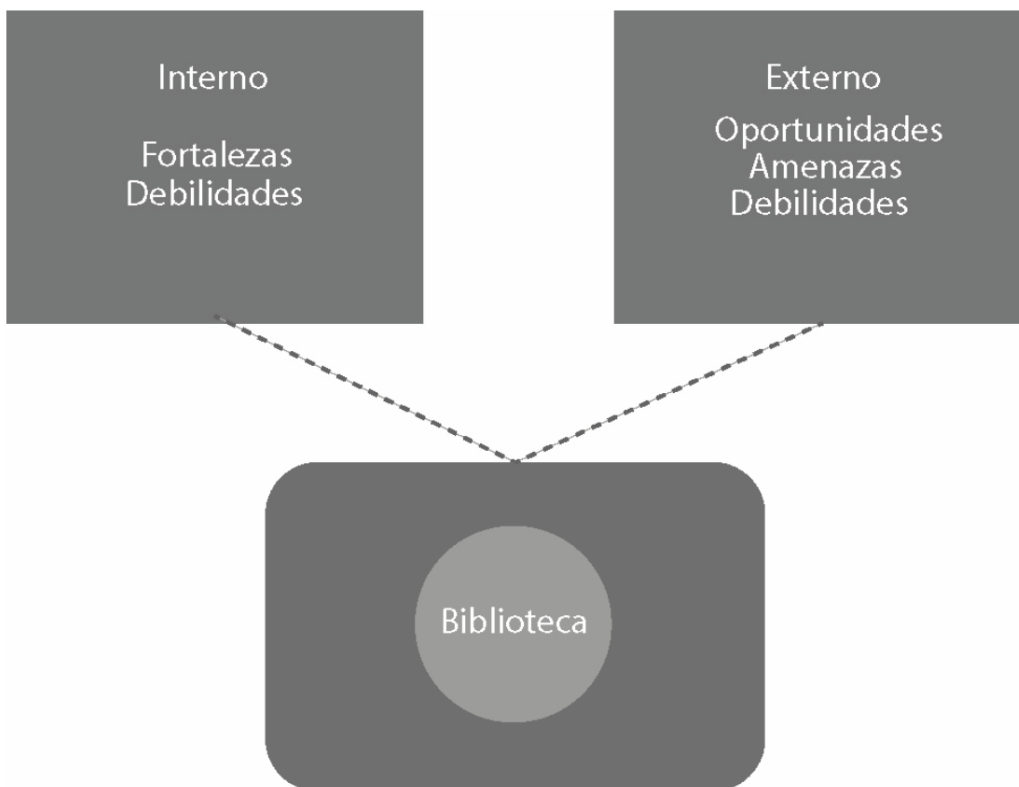 Interno
Fortalezas
Debilidades
Externo
Oportunidades
Amenazas
Debilidades
Biblioteca